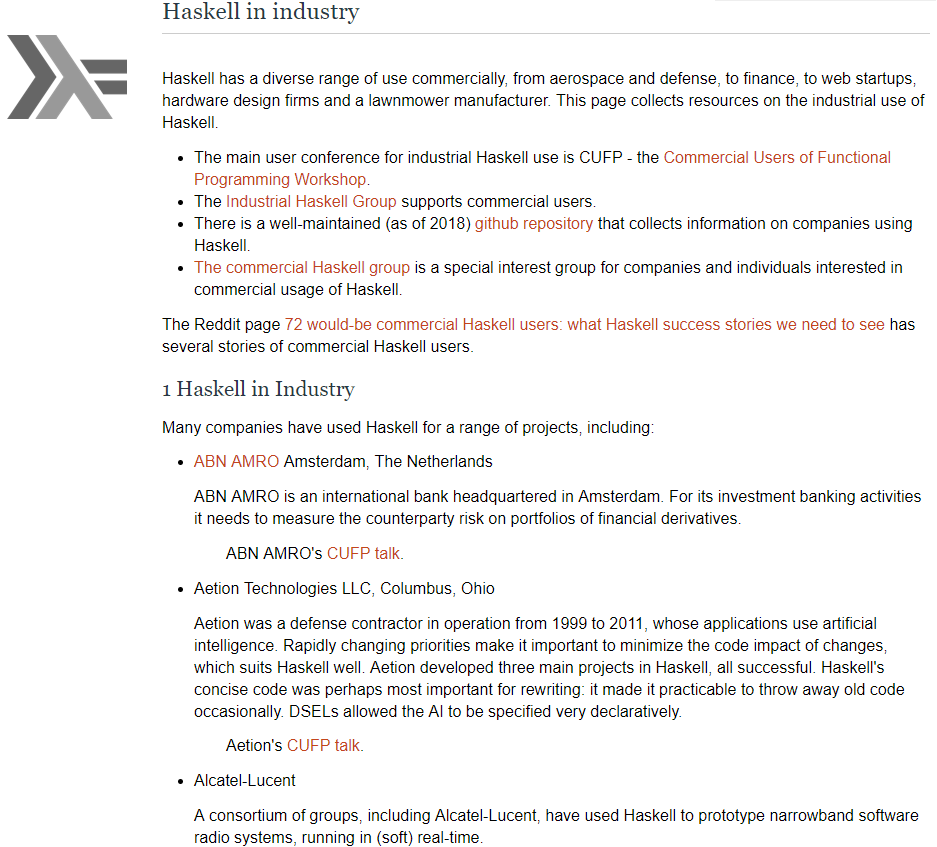 Haskell in industry
Haskell has a diverse range of use commercially, from aerospace and defense, to finance, to web startups,
hardware design firms and a lawnmower manufacturer. This page collects resources on the industrial use of
Haskell.
The main user conference for industrial Haskell use is CUFP - the Commercial Users of Functional
Programming Workshop.
The Industrial Haskell Group supports commercial users.
There is a well-maintained (as of 2018) github repository that collects information on companies using
Haskell.
The commercial Haskell group is a special interest group for companies and individuals interested in
commercial usage of Haskell.
The Reddit page 72 would-be commercial Haskell users: what Haskell success stories we need to see has
several stories of commercial Haskell users.
1 Haskell in Industry
Many companies have used Haskell for a range of projects, including:
ABN AMRO Amsterdam, The Netherlands
ABN AMRO is an international bank headquartered in Amsterdam. For its investment banking activities
it needs to measure the counterparty risk on portfolios of financial derivatives.
ABN AMRO's CUFP talk.
Aetion Technologies LLC, Columbus, Ohio
Aetion was a defense contractor in operation from 1999 to 2011, whose applications use artificial
intelligence. Rapidly changing priorities make it important to minimize the code impact of changes,
which suits Haskell well. Aetion developed three main projects in Haskell, all successful. Haskell's
concise code was perhaps most important for rewriting: it made it practicable to throw away old code
occasionally. DSELs allowed the AI to be specified very declaratively.
Aetion's CUFP talk.
Alcatel-Lucent
A consortium of groups, including Alcatel-Lucent, have used Haskell to prototype narrowband software
radio systems, running in (soft) real-time.